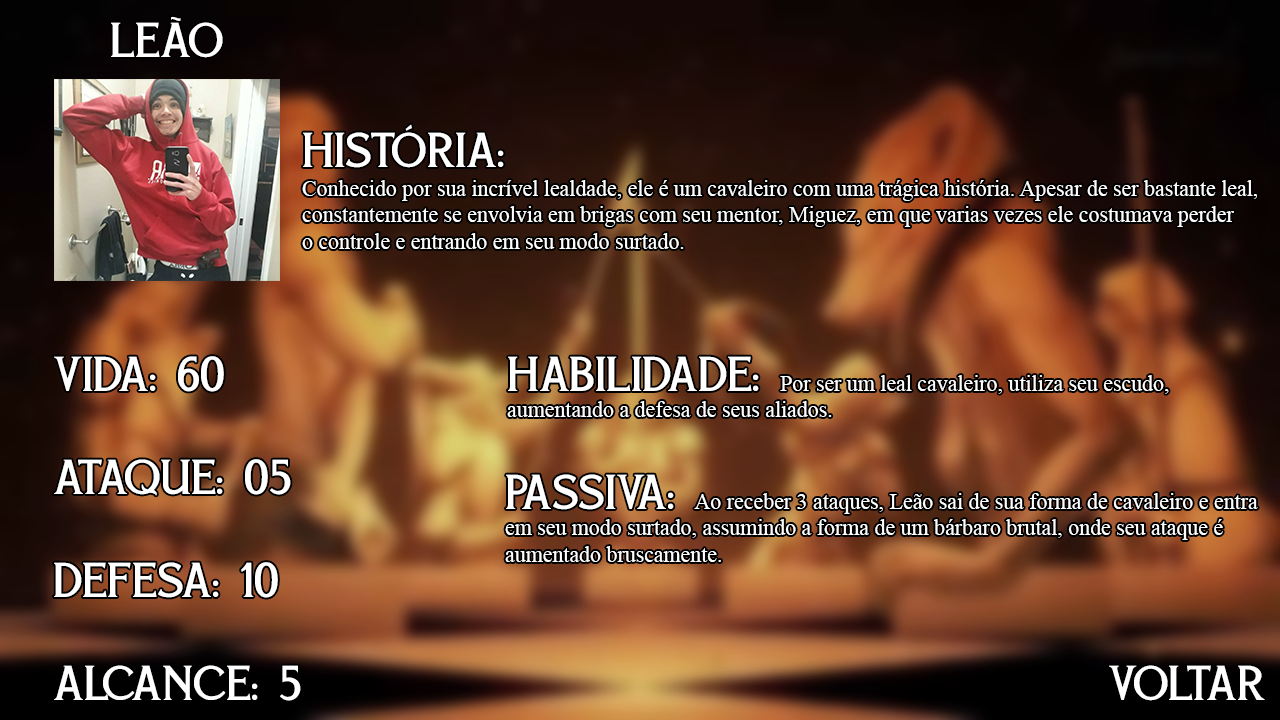 LEÃO
HISTÓRIA:
Conhecido por sua incrível lealdade, ele é um cavaleiro com uma trágica história. Apesar de ser bastante leal,
constantemente se envolvia em brigas com seu mentor, Miguez, em que varias vezes ele costumava perder
o controle e entrando em seu modo surtado.
VIDA: 60
ATAQUE: 05
DEFESA: 10
ALCANCE: 5
HABILIDADE: Por ser um leal cavaleiro, utiliza seu escudo,
aumentando a defesa de seus aliados.
PASSIVA: Ao receber 3 ataques, Leão sai de sua forma de cavaleiro e entra
em seu modo surtado, assumindo a forma de um bárbaro brutal, onde seu ataque é
aumentado bruscamente.
VOLTAR